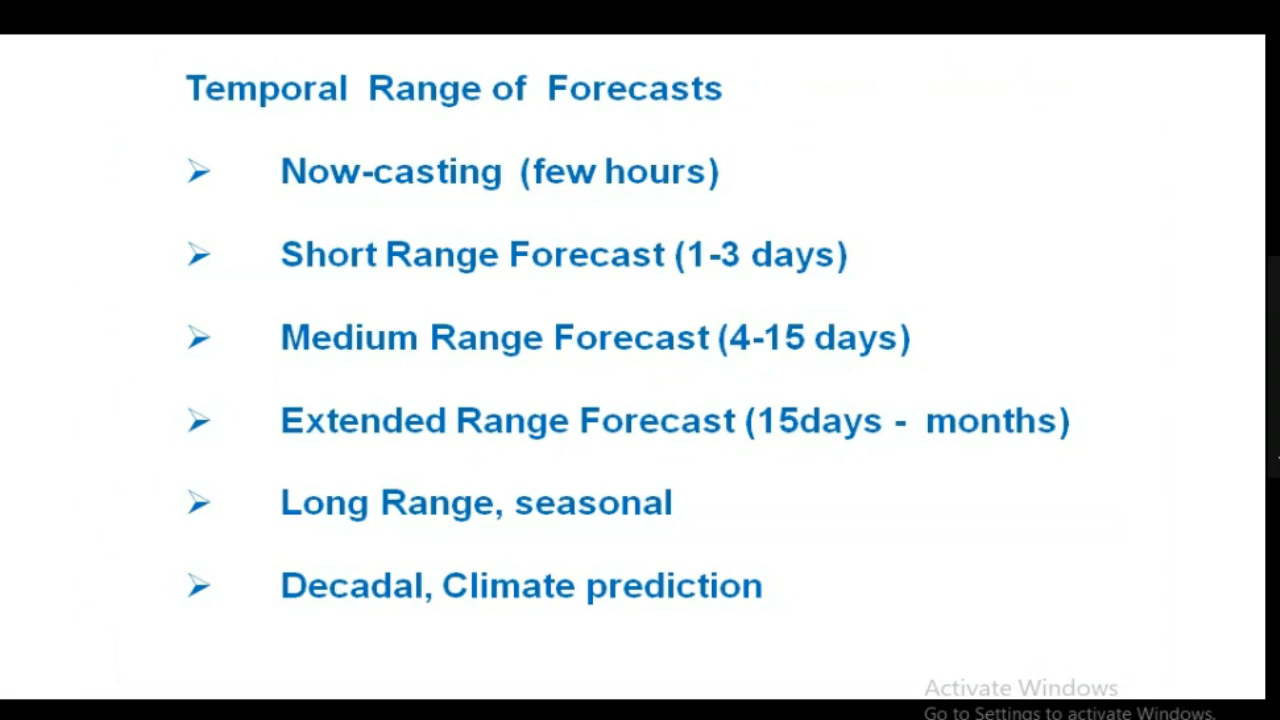 Temporal Range of Forecasts
Now-casting (few hours)
Short Range Forecast (1-3 days)
Medium Range Forecast (4-15 days)
Extended Range Forecast (15days - months)
Long Range, seasonal
Decadal, Climate prediction
Activate Windows
Go to Settings to activate Windows.